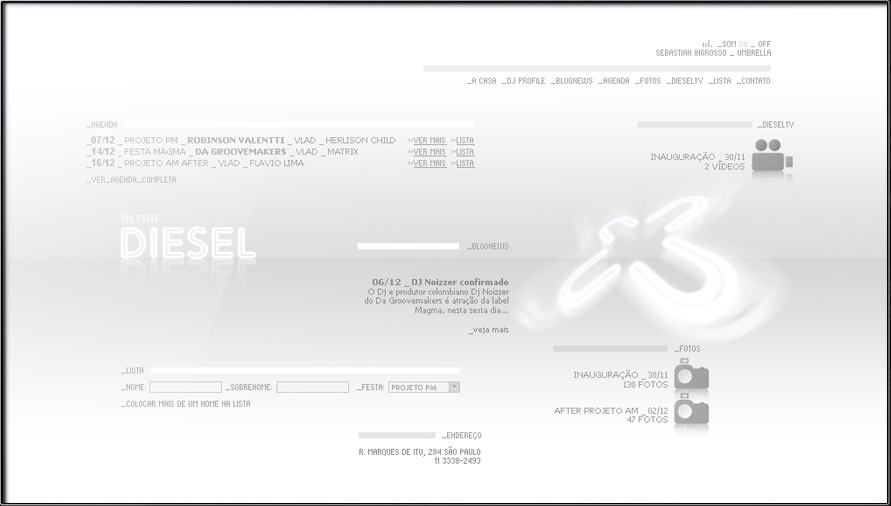 _SOM ON _ OFF
SEBASTIAN INGROSSO _ UMBRELLA
_A CASA _DJ PROFILE _BLOGNEWS _AGENDA _FOTOS _DIESELTV _LISTA _CONTATO
_AGENDA
_07/12 _ PROJETO PM _ ROBINSON VALENTTI _ VLAD _ HERLISON CHILD »VER MAIS »LISTA
_14/12 _ FESTA MAGMA _ DA GROOVEMAKERS _ VLAD _ MATRIX »VER MAIS »LISTA
_16/12 _ PROJETO AM AFTER _ VLAD _ FLAVIO LIMA »VER MAIS »LISTA
_VER_AGENDA_COMPLETA
_DIESELTV
INAUGURAÇÃO _ 30/11
2 VÍDEOS
ULTRA
DIESEL
_BLOGNEWS
06/12 _ DJ Noizzer confirmado
O Dj e produtor colombiano Dj Noizzer
do Da Groovemakers é atração da label
Magma, nesta sexta dia...
_veja mais
_LISTA
_NOME: _SOBRENOME: _FESTA: PROJETO PM
_COLOCAR MAIS DE UM NOME NA LISTA
_FOTOS
INAUGURAÇÃO _ 30/11
130 FOTOS
AFTER PROJETO AM _ 02/12
47 FOTOS
_ENDEREÇO
R. MARQUES DE ITU, 284 SÃO PAULO
11 3338-2493